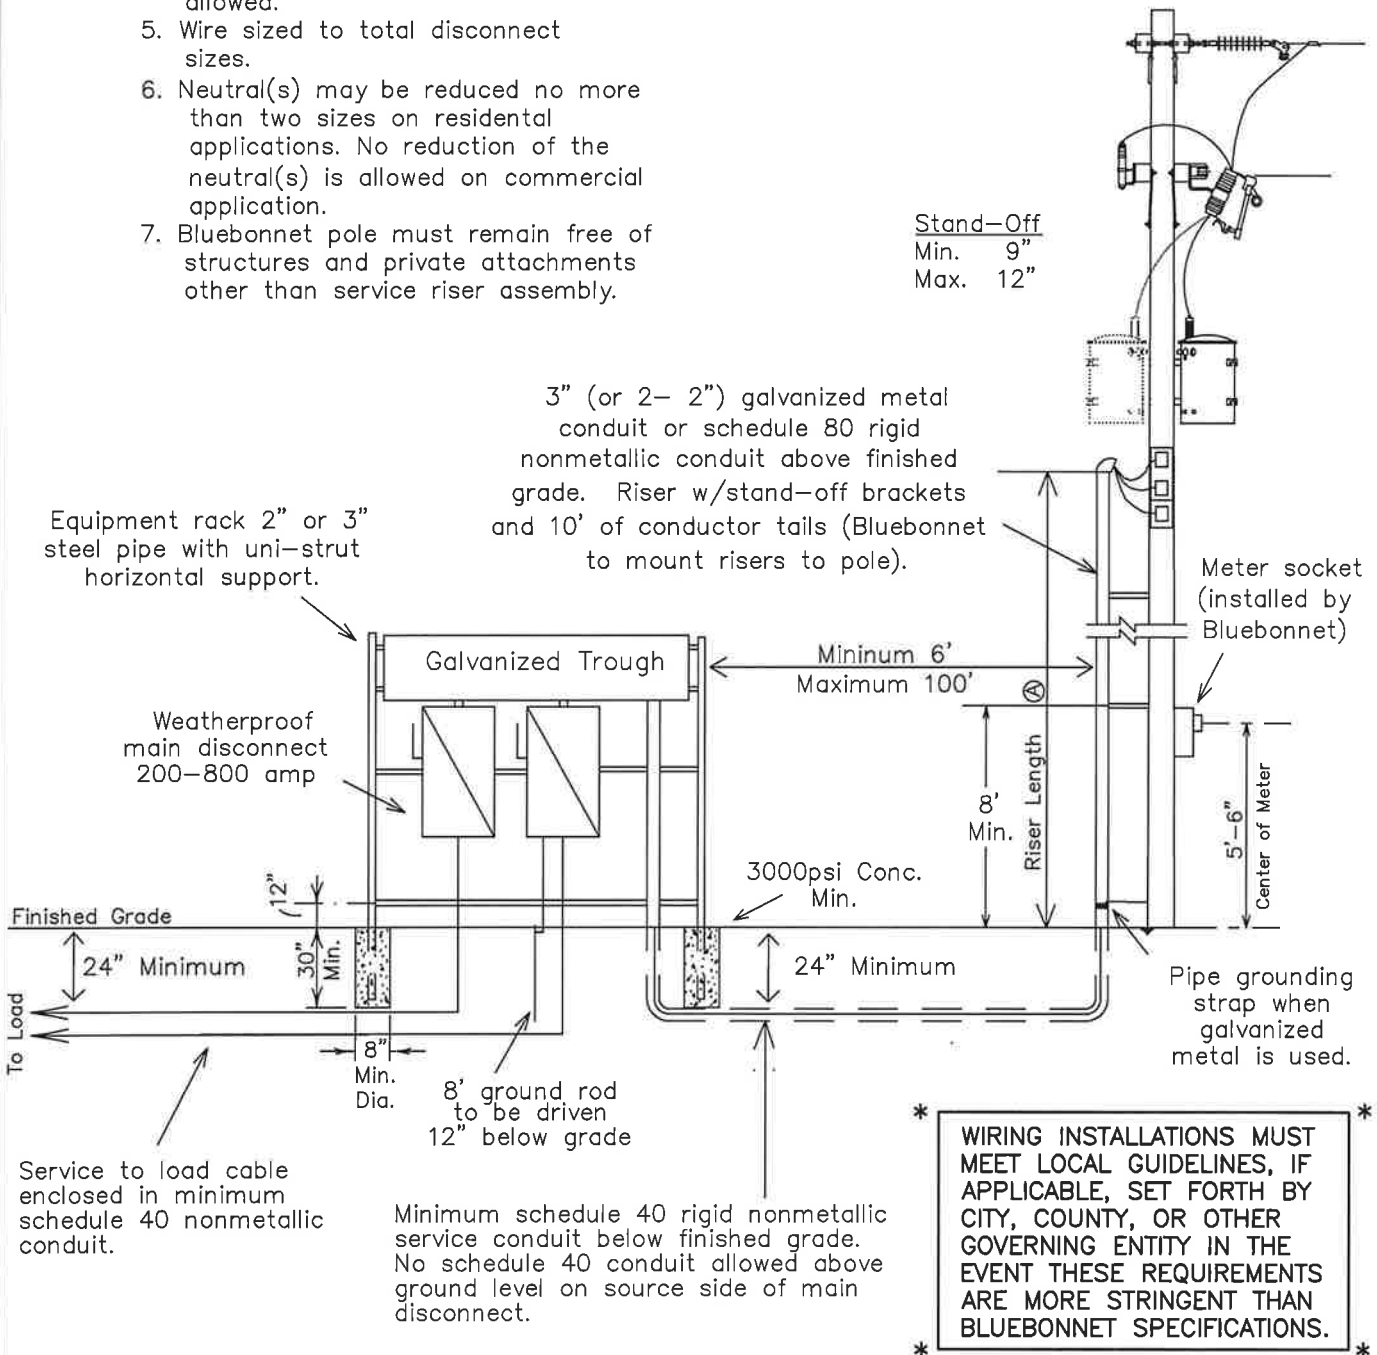 allowed.
5. Wire sized to total disconnect
sizes.
6. Neutral(s) may be reduced no more
than two sizes on residental
applications. No reduction of the
neutral(s) is allowed on commercial
application.
7. Bluebonnet pole must remain free of
structures and private attachments
other than service riser assembly.
Stand-Off
Min. 9"
Max. 12"
3" (or 2- 2") galvanized metal
conduit or schedule 80 rigid
nonmetallic conduit above finished
grade. Riser w/stand-off brackets
and 10' of conductor tails (Bluebonnet
to mount risers to pole).
Equipment rack 2" or 3"
steel pipe with uni-strut
horizontal support.
Meter socket
(installed by
Bluebonnet)
Galvanized Trough
Mininum 6'
Maximum 100'
A
Riser Length
Weatherproof
main disconnect
200-800 amp
8'
Min.
5'-6"
Center of Meter
3000psi Conc.
Min.
12"
Finished Grade
24" Minimum
30"
Min.
24" Minimum
Pipe grounding
strap when
galvanized
metal is used.
To Load
8"
Min.
Dia.
8' ground rod
to be driven
12" below grade
Service to load cable
enclosed in minimum
schedule 40 nonmetallic
conduit.
Minimum schedule 40 rigid nonmetallic
service conduit below finished grade.
No schedule 40 conduit allowed above
ground level on source side of main
disconnect.
* *
WIRING INSTALLATIONS MUST
MEET LOCAL GUIDELINES, IF
APPLICABLE, SET FORTH BY
CITY, COUNTY, OR OTHER
GOVERNING ENTITY IN THE
EVENT THESE REQUIREMENTS
ARE MORE STRINGENT THAN
BLUEBONNET SPECIFICATIONS.
* *